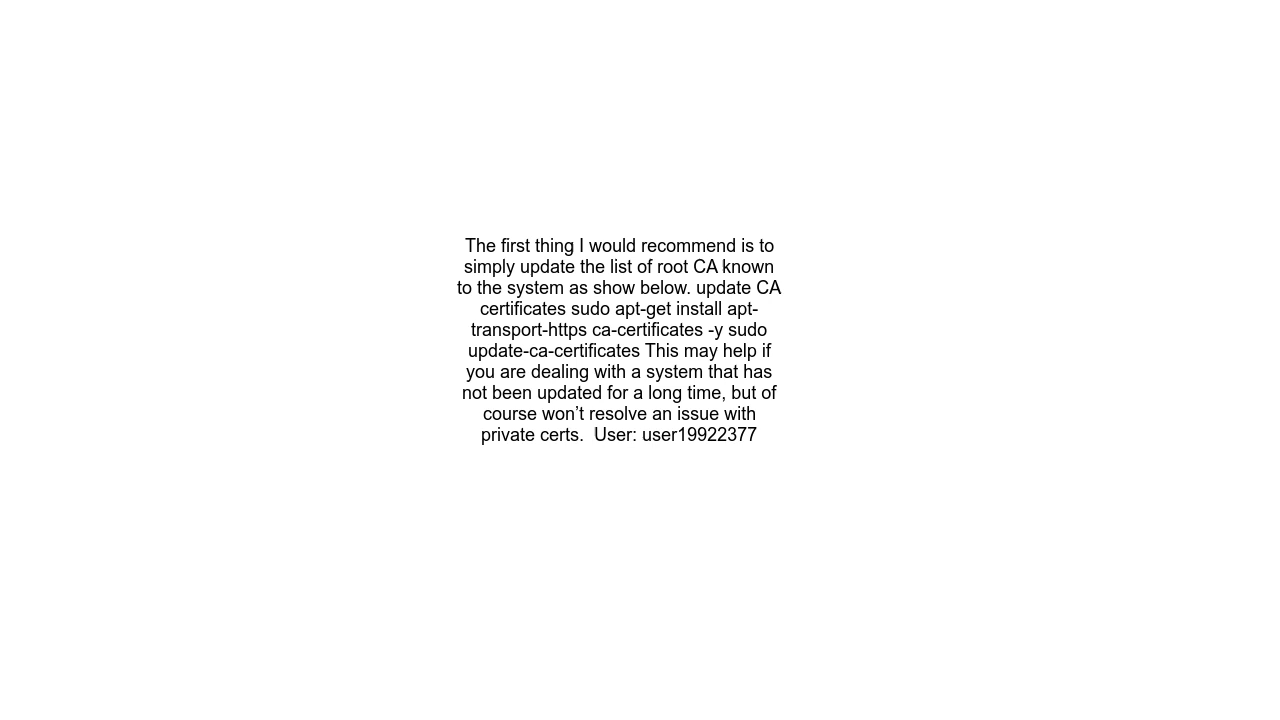 The first thing I would recommend is to
simply update the list of root CA known
to the system as show below. update CA
certificates sudo apt-get install apt-
transport-https ca-certificates -y sudo
update-ca-certificates This may help if
you are dealing with a system that has
not been updated for a long time, but of
course won’t resolve an issue with
private certs.  User: user19922377